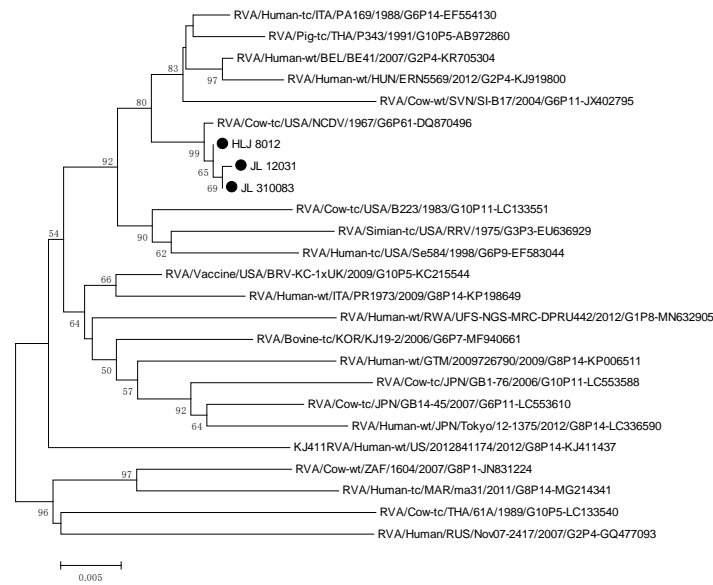 RVA/Human-tc/ITA/PA169/1988/G6P14-EF554130
RVA/Pig-tc/THA/P343/1991/G10P5-AB972860
RVA/Human-wt/BEL/BE41/2007/G2P4-KR705304
83
97
RVA/Human-wt/HUN/ERN5569/2012/G2P4-KJ919800
RVA/Cow-wt/SVN/SI-B17/2004/G6P11-JX402795
80
RVA/Cow-tc/USA/NCDV/1967/G6P61-DQ870496
HLJ 8012
99
92
JL 12031
65
69
JL 310083
RVA/Cow-tc/USA/B223/1983/G10P11-LC133551
RVA/Simian-tc/USA/RRV/1975/G3P3-EU636929
90
54
62
RVA/Human-tc/USA/Se584/1998/G6P9-EF583044
RVA/Vaccine/USA/BRV-KC-1xUK/2009/G10P5-KC215544
66
RVA/Human-wt/ITA/PR1973/2009/G8P14-KP198649
RVA/Human-wt/RWA/UFS-NGS-MRC-DPRU442/2012/G1P8-MN632905
64
RVA/Bovine-tc/KOR/KJ19-2/2006/G6P7-MF940661
RVA/Human-wt/GTM/2009726790/2009/G8P14-KP006511
50
RVA/Cow-tc/JPN/GB1-76/2006/G10P11-LC553588
57
RVA/Cow-tc/JPN/GB14-45/2007/G6P11-LC553610
92
64
RVA/Human-wt/JPN/Tokyo/12-1375/2012/G8P14-LC336590
KJ411RVA/Human-wt/US/2012841174/2012/G8P14-KJ411437
RVA/Cow-wt/ZAF/1604/2007/G8P1-JN831224
97
RVA/Human-tc/MAR/ma31/2011/G8P14-MG214341
RVA/Cow-tc/THA/61A/1989/G10P5-LC133540
96
RVA/Human/RUS/Nov07-2417/2007/G2P4-GQ477093
0.005